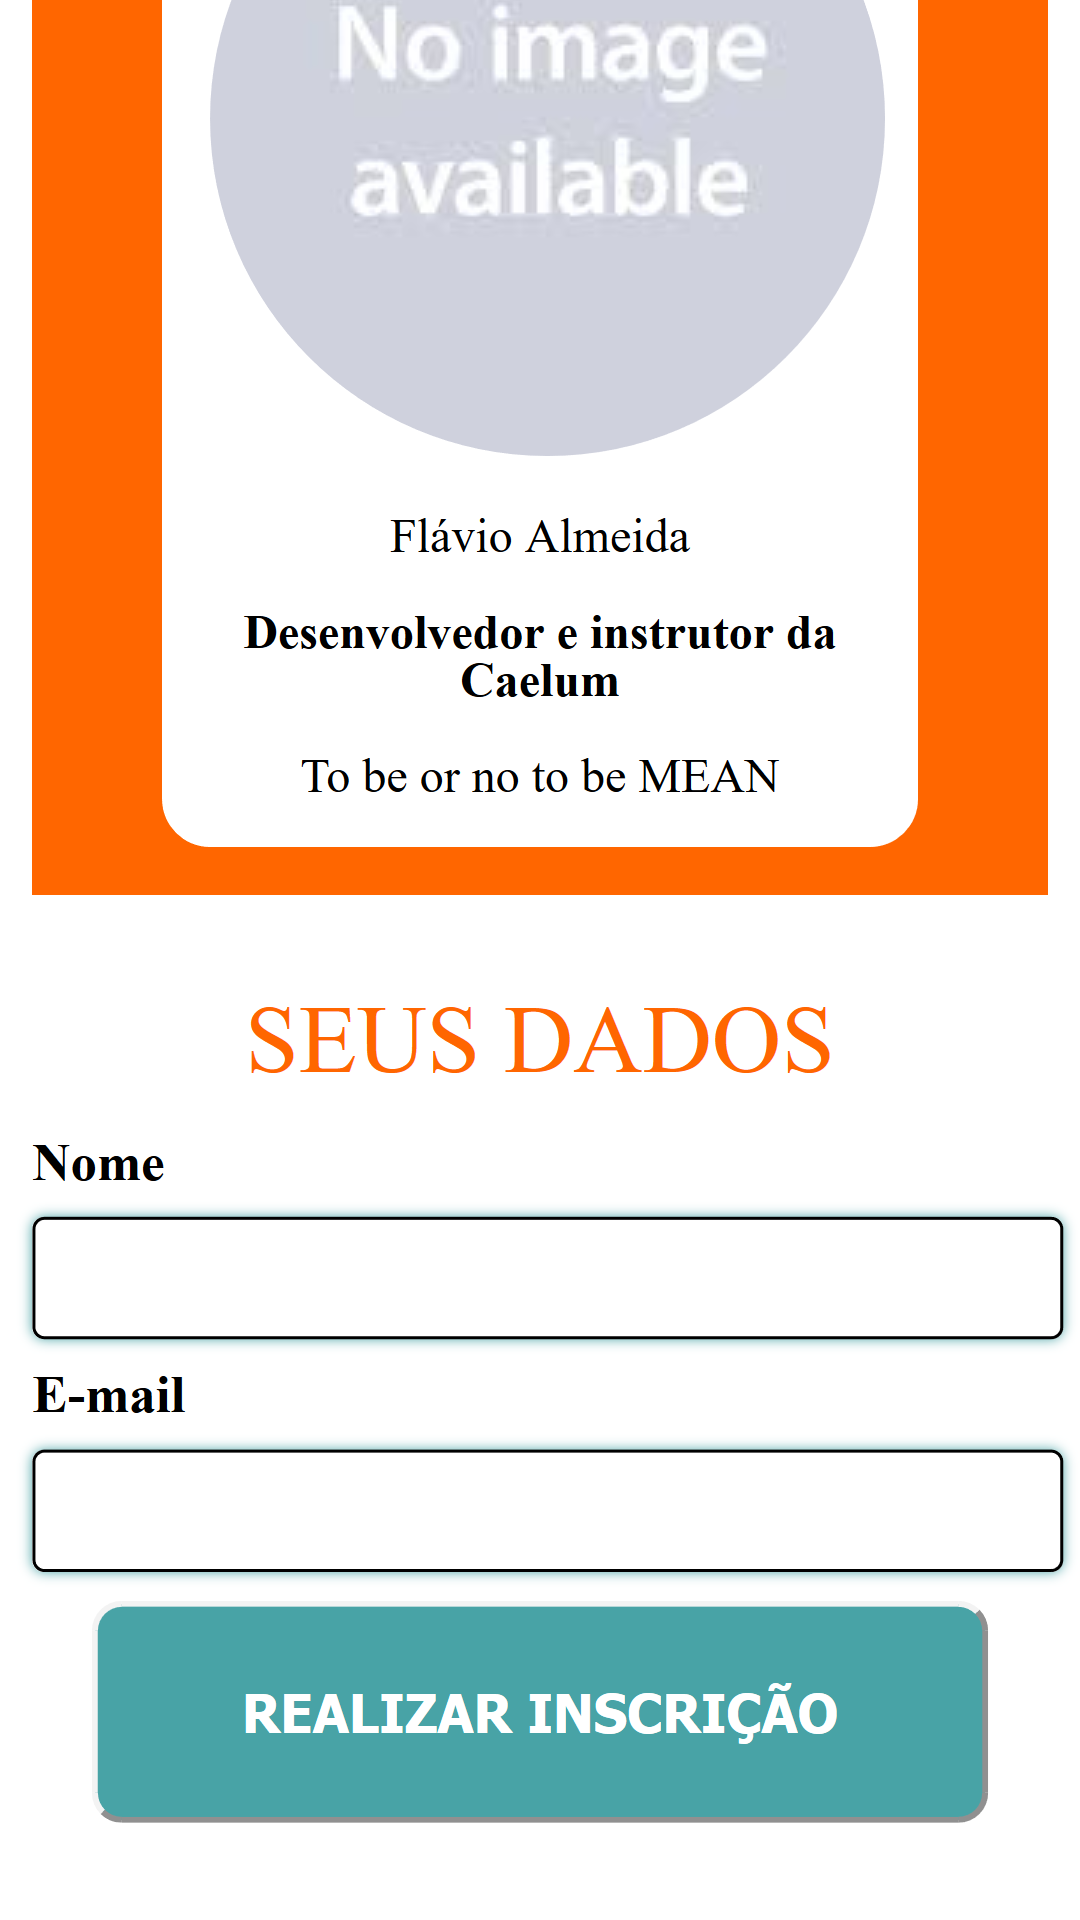 No image
available
Flávio Almeida
Desenvolvedor e instrutor da
Caelum
To be or no to be MEAN
SEUS DADOS
Nome
E-mail
REALIZAR INSCRIÇÃO